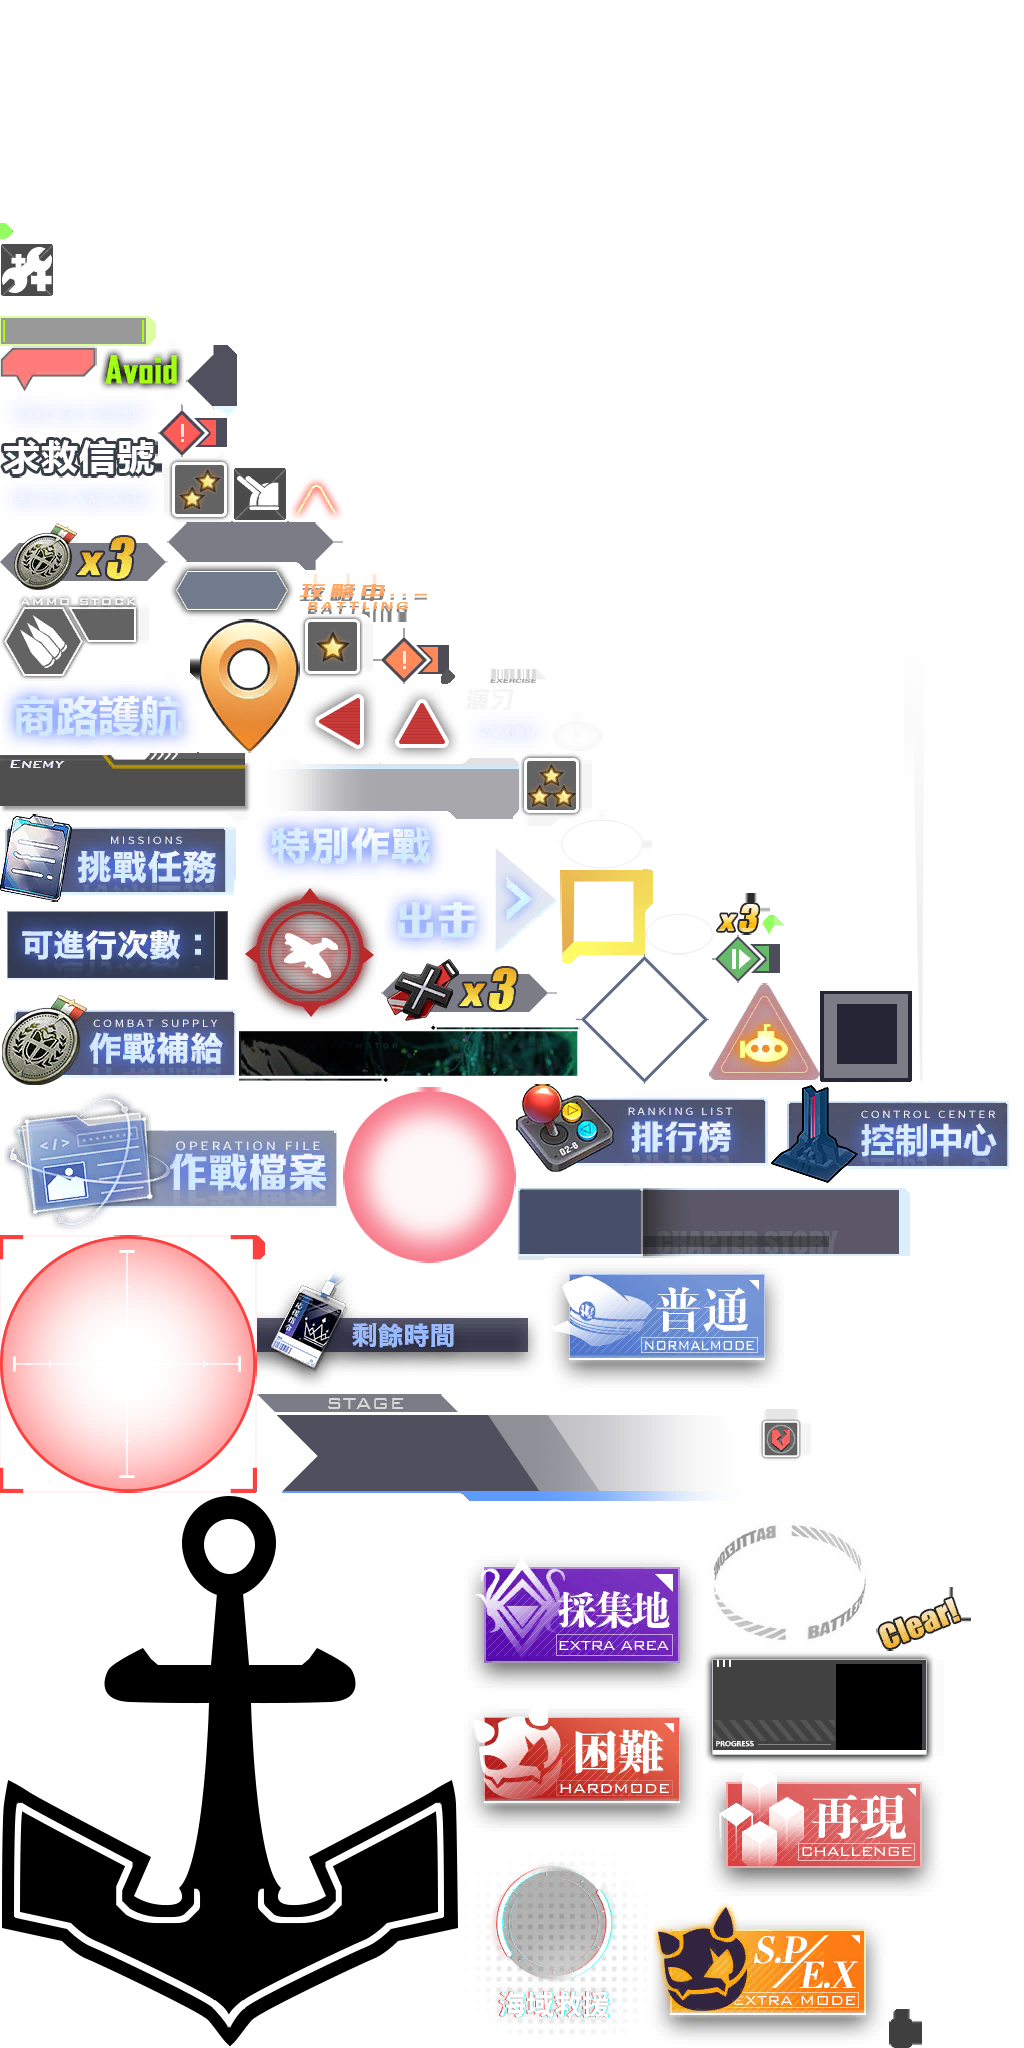 Avoid
求救信號
x3
AMMO STOCK
攻略中...
BATTLING
EXERCISE
演习
商路護航
ENEMY
MISSIONS
挑戰任務
特別作戰
出击
可進行次數：
x3
x3
COMBAT SUPPLY
作戰補給
OPERATION FILE
作戰檔案
</>
RANKING LIST
排行榜
02-8
CONTROL CENTER
控制中心
CHAPTER STORY
剩餘時間
普通
NORMALMODE
STAGE
採集地
EXTRA AREA
BATTLEZONE
BATTLE
Clear!
困難
HARDMODE
PROGRESS
再現
CHALLENGE
海域救援
S.P/E.X
EXTRA MODE